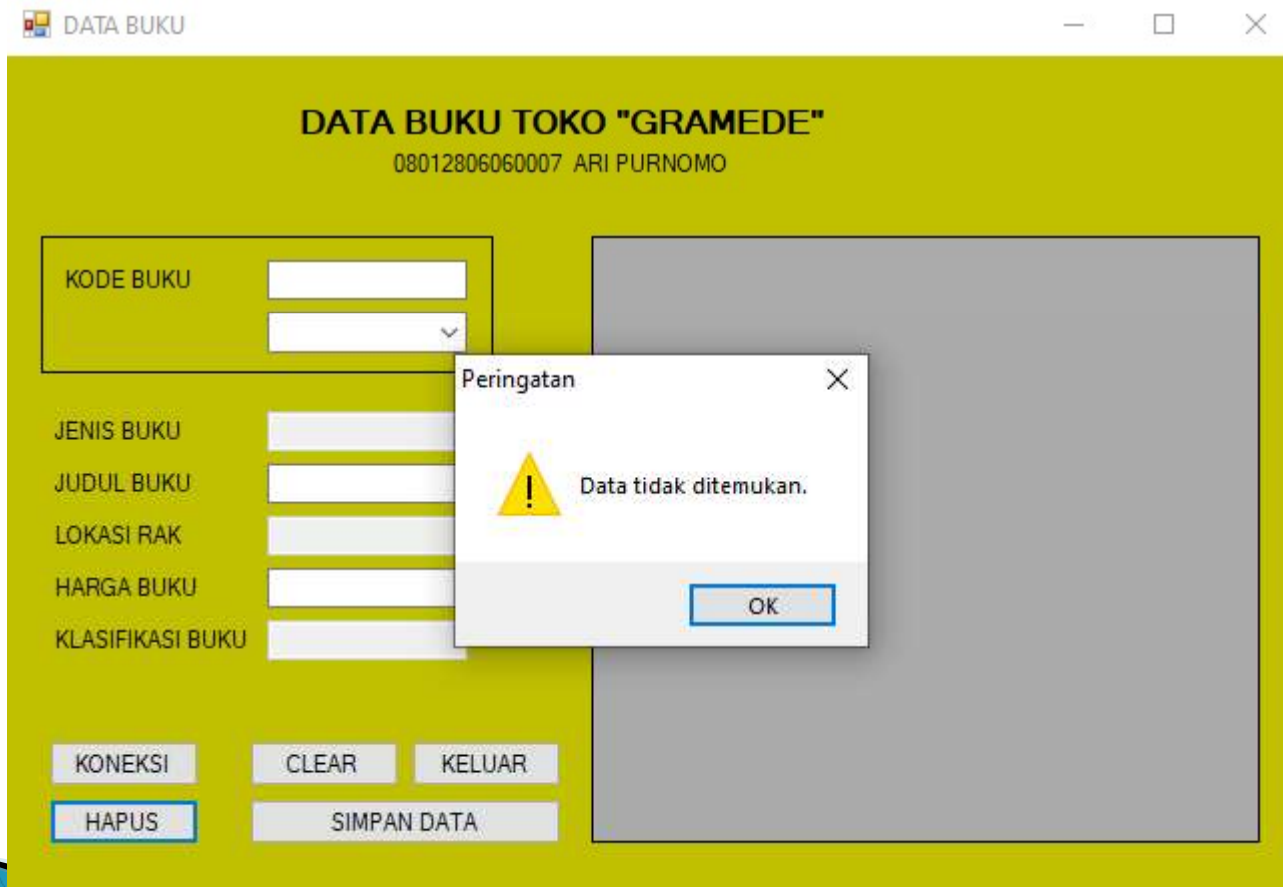 DATA BUKU
DATA BUKU TOKO "GRAMEDE"
08012806060007 ARI PURNOMO
KODE BUKU
Peringatan
Data tidak ditemukan.
OK
JENIS BUKU
JUDUL BUKU
LOKASI RAK
HARGA BUKU
KLASIFIKASI BUKU
KONEKSI CLEAR KELUAR
HAPUS SIMPAN DATA